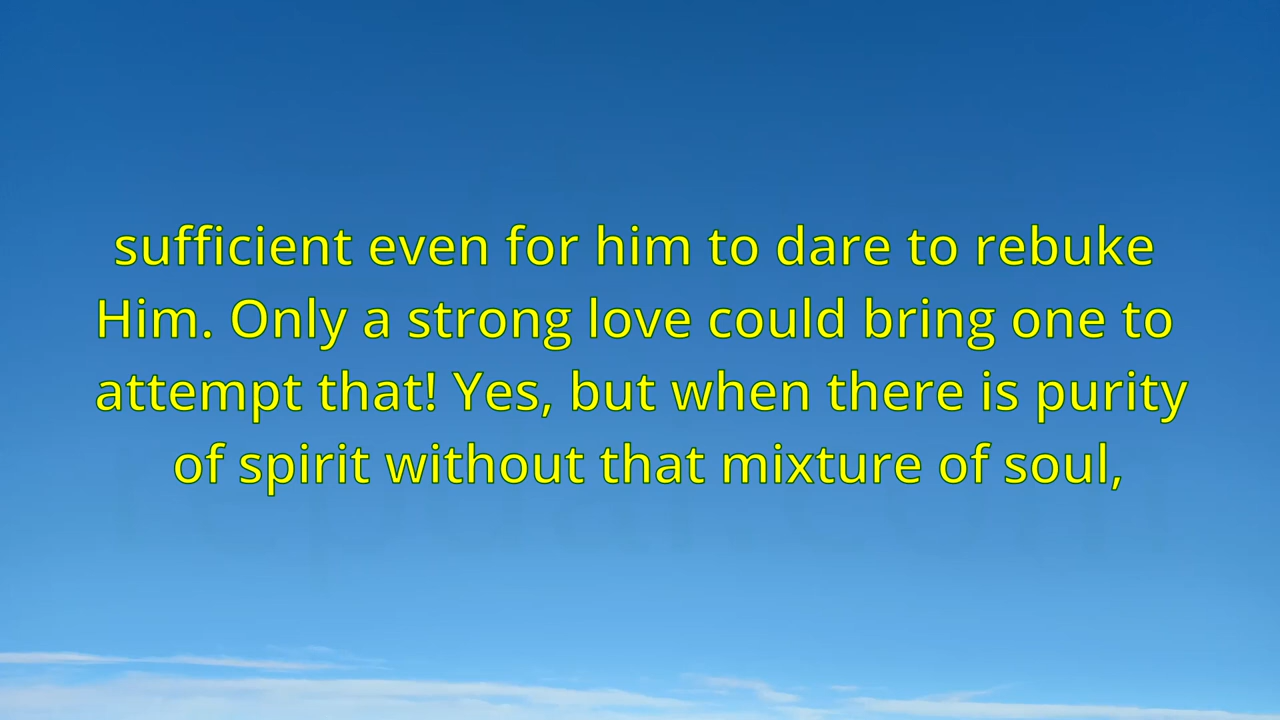 sufficient even for him to dare to rebuke
Him. Only a strong love could bring one to
attempt that! Yes, but when there is purity
of spirit without that mixture of soul,